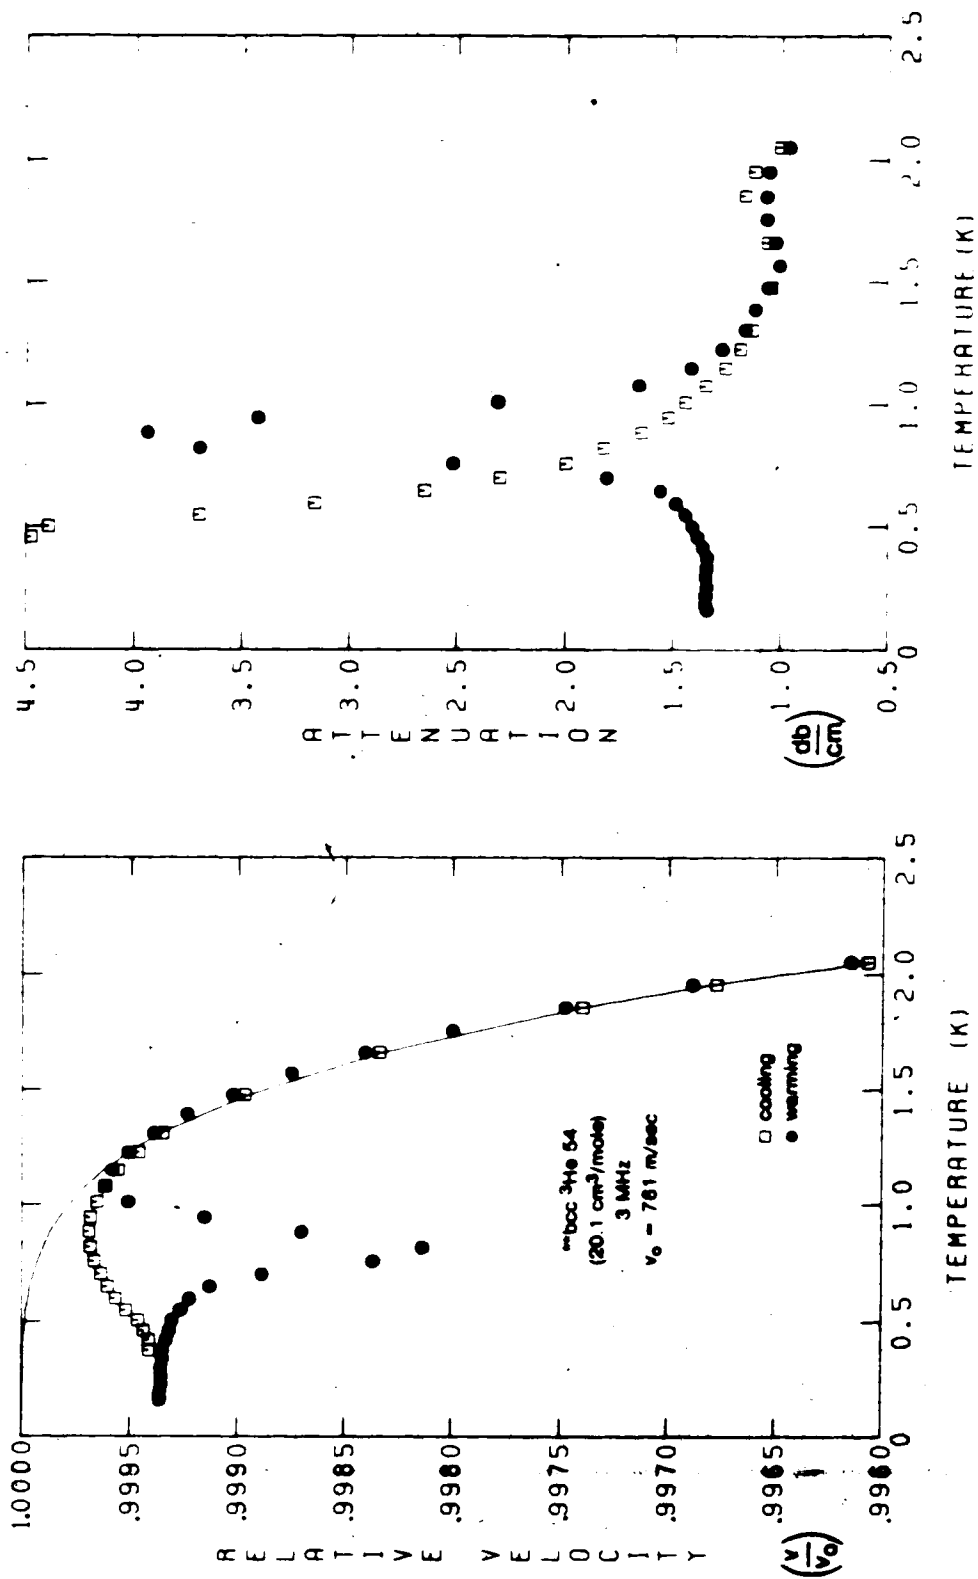 4.5
4.0
3.5
3.0
2.5
2.0
1.5
1.0
0.5
ATTENUATION
(db/cm)
0
0.5
1.0
1.5
2.0
2.5
TEMPERATURE (K)
1.0000
.9995
.9990
.9985
.9980
.9975
.9970
.9965
.9960
RELATIVE VELOCITY
(v/v₀)
bcc ³He 54
(20.1 cm³/mole)
3 MHz
v₀ = 761 m/sec
□ cooling
● warming
0
0.5
1.0
1.5
2.0
2.5
TEMPERATURE (K)